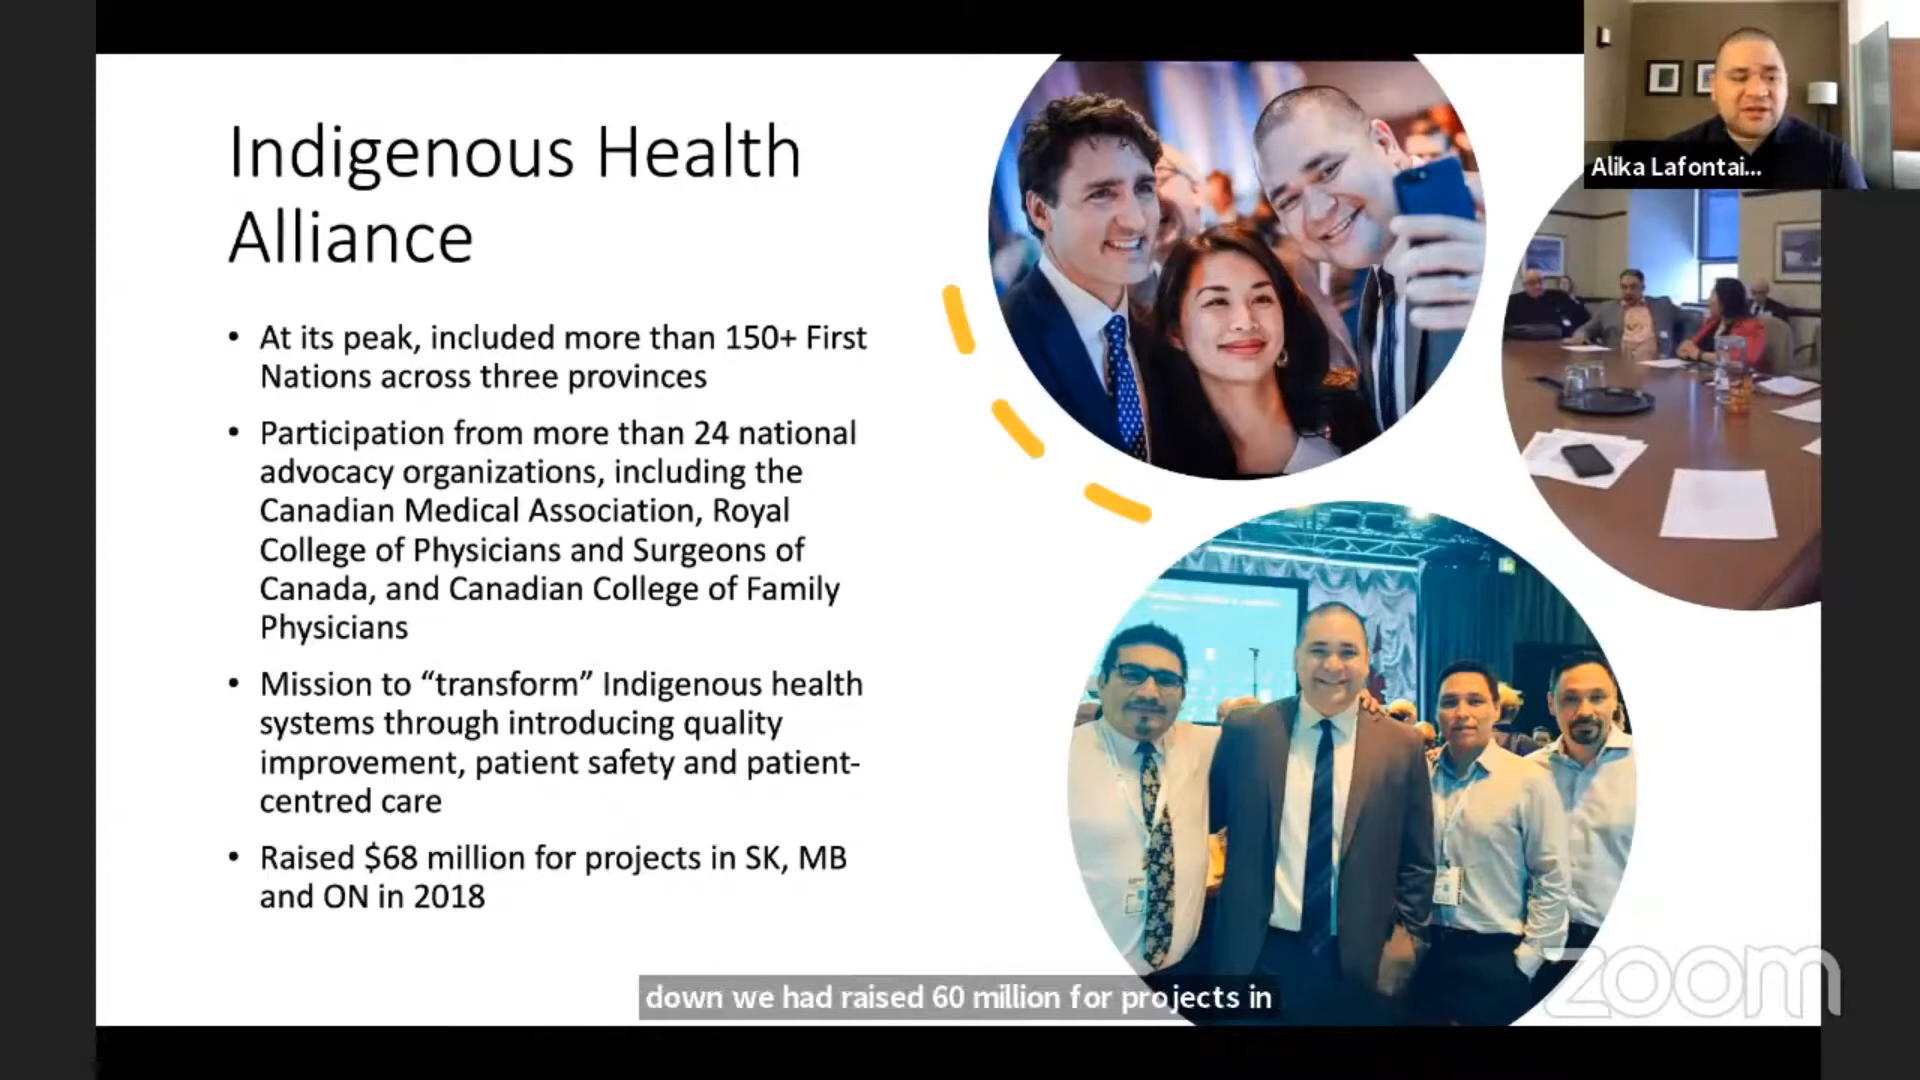 Indigenous Health
Alliance
• At its peak, included more than 150+ First
Nations across three provinces
• Participation from more than 24 national
advocacy organizations, including the
Canadian Medical Association, Royal
College of Physicians and Surgeons of
Canada, and Canadian College of Family
Physicians
• Mission to “transform” Indigenous health
systems through introducing quality
improvement, patient safety and patient-
centred care
• Raised $68 million for projects in SK, MB
and ON in 2018
Alika Lafontai...
down we had raised 60 million for projects in
zoom